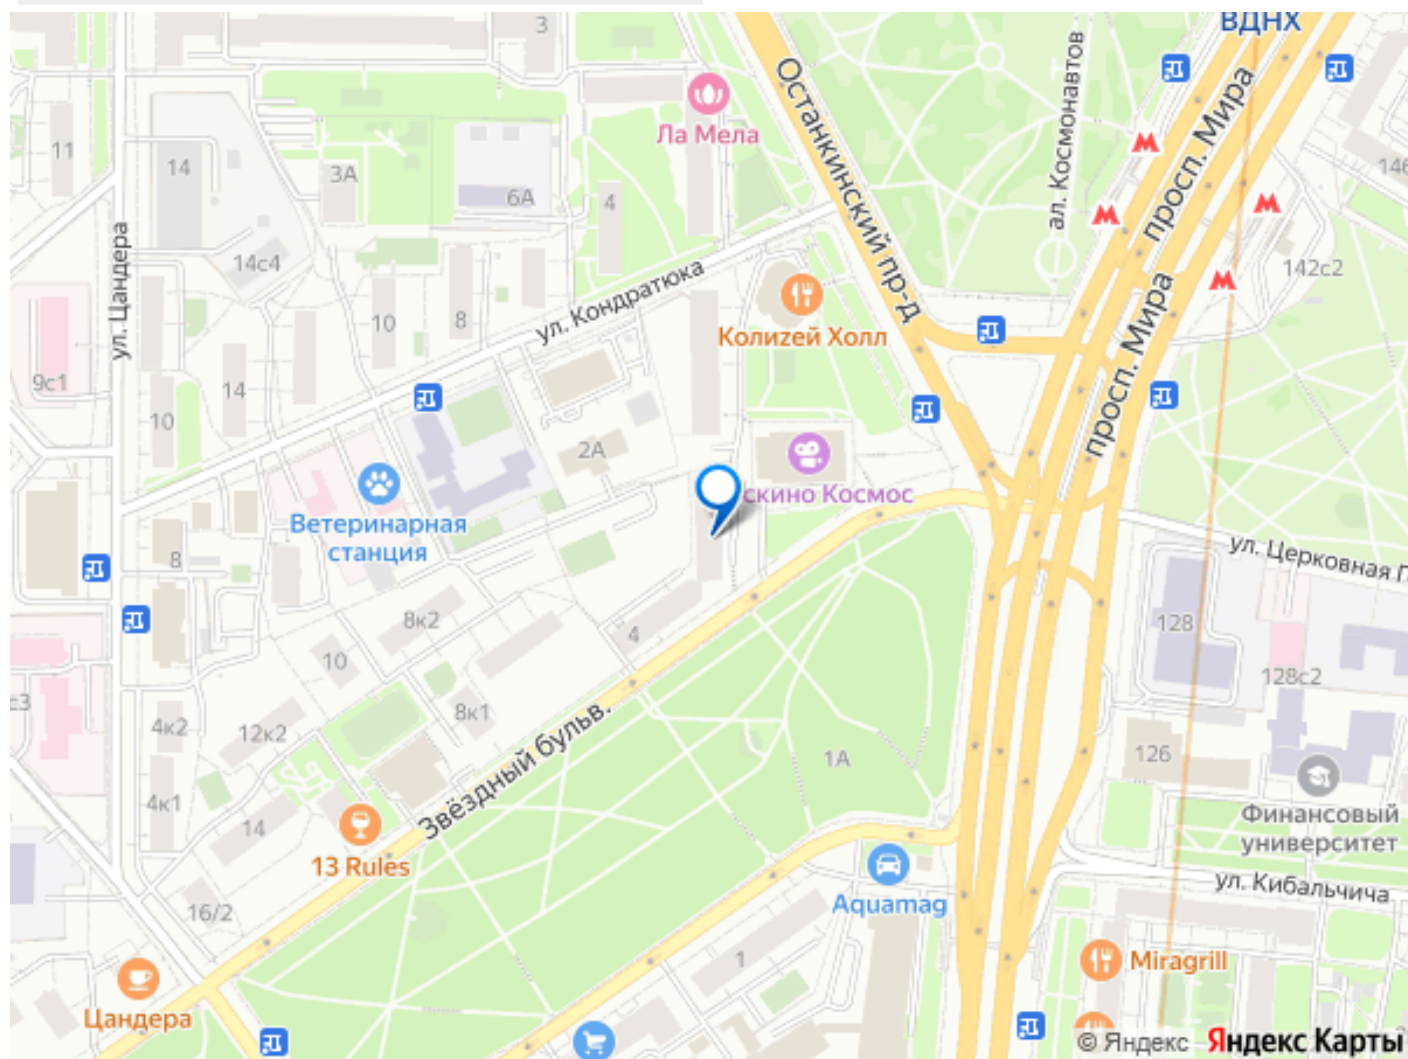 ВДНХ
3
Останкинский пр-д
ал. Космонавтов
просп. Мира
Ла Мела
11
14
3А
6А
4
146
ул. Цандера
14с4
ул. Кондратюка
142с2
10
8
Колиzей Холл
просп. Мира
9с1
14
10
2А
скино Космос
Ветеринарная
станция
8
ул. Церковная Г
8к2
4
128
10
128с2
с3
8к1
4к2
12к2
Звёздный бульв.
1А
126
4к1
14
Финансовый
университет
13 Rules
ул. Кибальчича
Aquamag
16/2
1
Miragrill
Цандера
© Яндекс Яндекс Карты